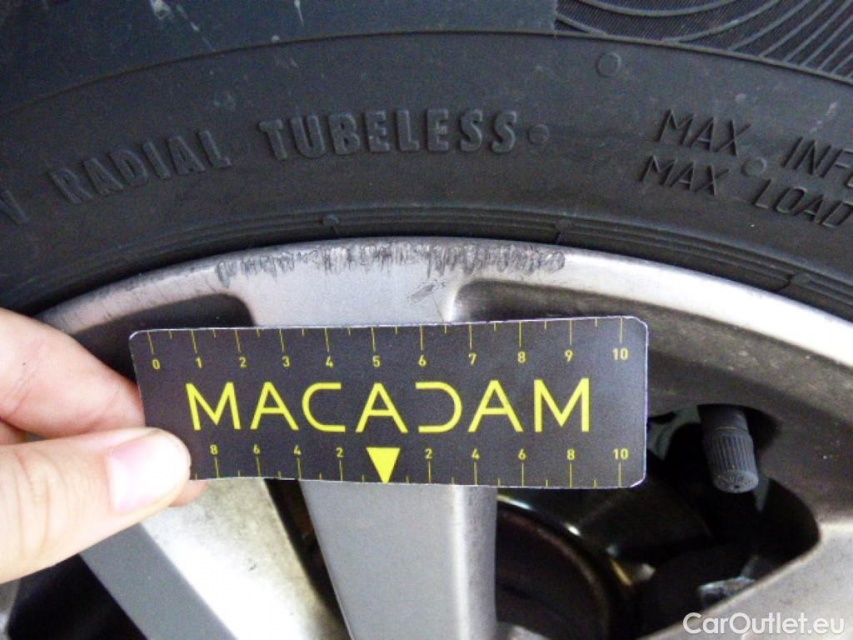 RADIAL TUBELESS
MAX. INFL
MAX LOAD
0 1 2 3 4 5 6 7 8 9 10
MACADAM
8 6 4 2 2 4 6 8 10
CarOutlet.eu